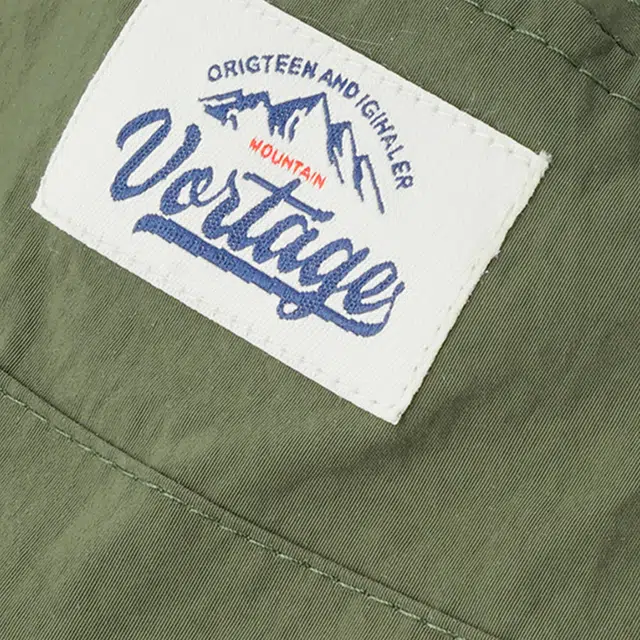 ORIGTEEN AND IGIHALER
MOUNTAIN
Vortage